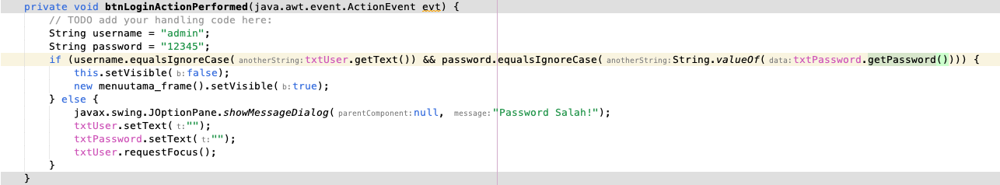 private void btnLoginActionPerformed(java.awt.event.ActionEvent evt) {
    // TODO add your handling code here:
    String username = "admin";
    String password = "12345";
    if (username.equalsIgnoreCase( anotherString: txtUser.getText()) && password.equalsIgnoreCase( anotherString: String.valueOf( data: txtPassword.getPassword()))) {
        this.setVisible( b: false);
        new menuutama_frame().setVisible( b: true);
    } else {
        javax.swing.JOptionPane.showMessageDialog( parentComponent: null, message: "Password Salah!");
        txtUser.setText( t: "");
        txtPassword.setText( t: "");
        txtUser.requestFocus();
    }
}